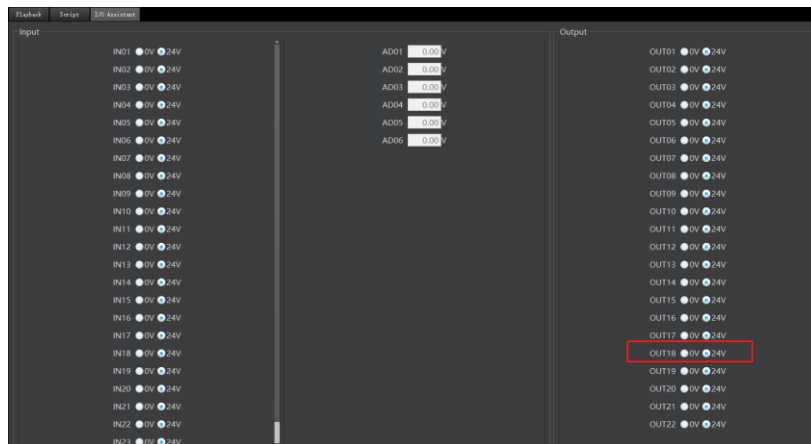 Playback Script I/O Assistant
Input
Output
IN01 0V 24V AD01 0.00 V OUT01 0V 24V
IN02 0V 24V AD02 0.00 V OUT02 0V 24V
IN03 0V 24V AD03 0.00 V OUT03 0V 24V
IN04 0V 24V AD04 0.00 V OUT04 0V 24V
IN05 0V 24V AD05 0.00 V OUT05 0V 24V
IN06 0V 24V AD06 0.00 V OUT06 0V 24V
IN07 0V 24V OUT07 0V 24V
IN08 0V 24V OUT08 0V 24V
IN09 0V 24V OUT09 0V 24V
IN10 0V 24V OUT10 0V 24V
IN11 0V 24V OUT11 0V 24V
IN12 0V 24V OUT12 0V 24V
IN13 0V 24V OUT13 0V 24V
IN14 0V 24V OUT14 0V 24V
IN15 0V 24V OUT15 0V 24V
IN16 0V 24V OUT16 0V 24V
IN17 0V 24V OUT17 0V 24V
IN18 0V 24V OUT18 0V 24V
IN19 0V 24V OUT19 0V 24V
IN20 0V 24V OUT20 0V 24V
IN21 0V 24V OUT21 0V 24V
IN22 0V 24V OUT22 0V 24V
IN23 0V 24V